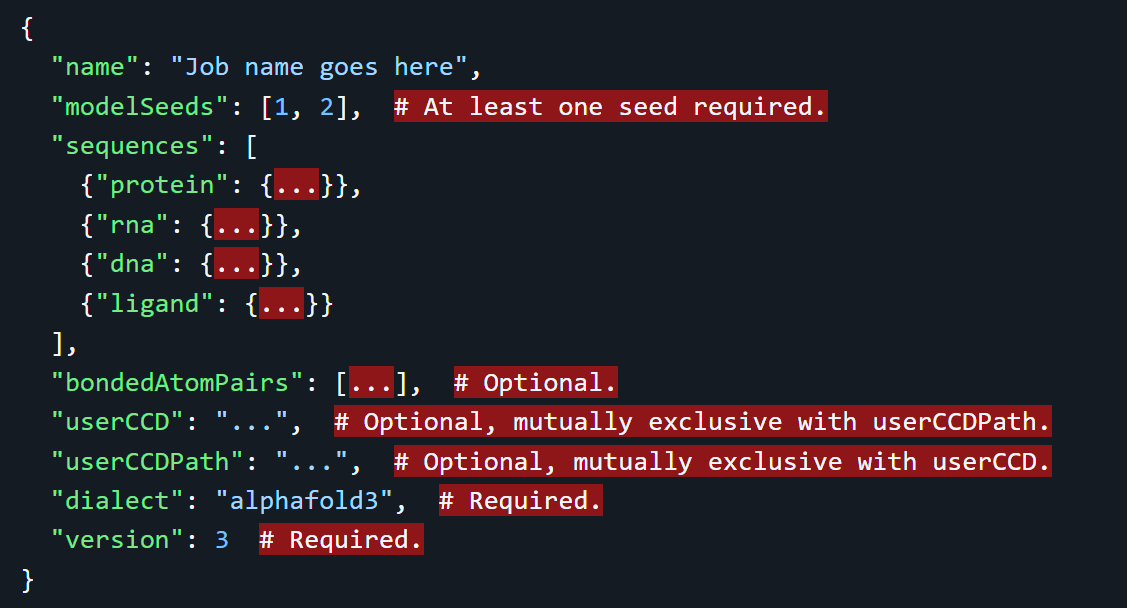 {
  "name": "Job name goes here",
  "modelSeeds": [1, 2],  # At least one seed required.
  "sequences": [
    {"protein": {...}},
    {"rna": {...}},
    {"dna": {...}},
    {"ligand": {...}}
  ],
  "bondedAtomPairs": [...],  # Optional.
  "userCCD": "...",  # Optional, mutually exclusive with userCCDPath.
  "userCCDPath": "...",  # Optional, mutually exclusive with userCCD.
  "dialect": "alphafold3",  # Required.
  "version": 3  # Required.
}